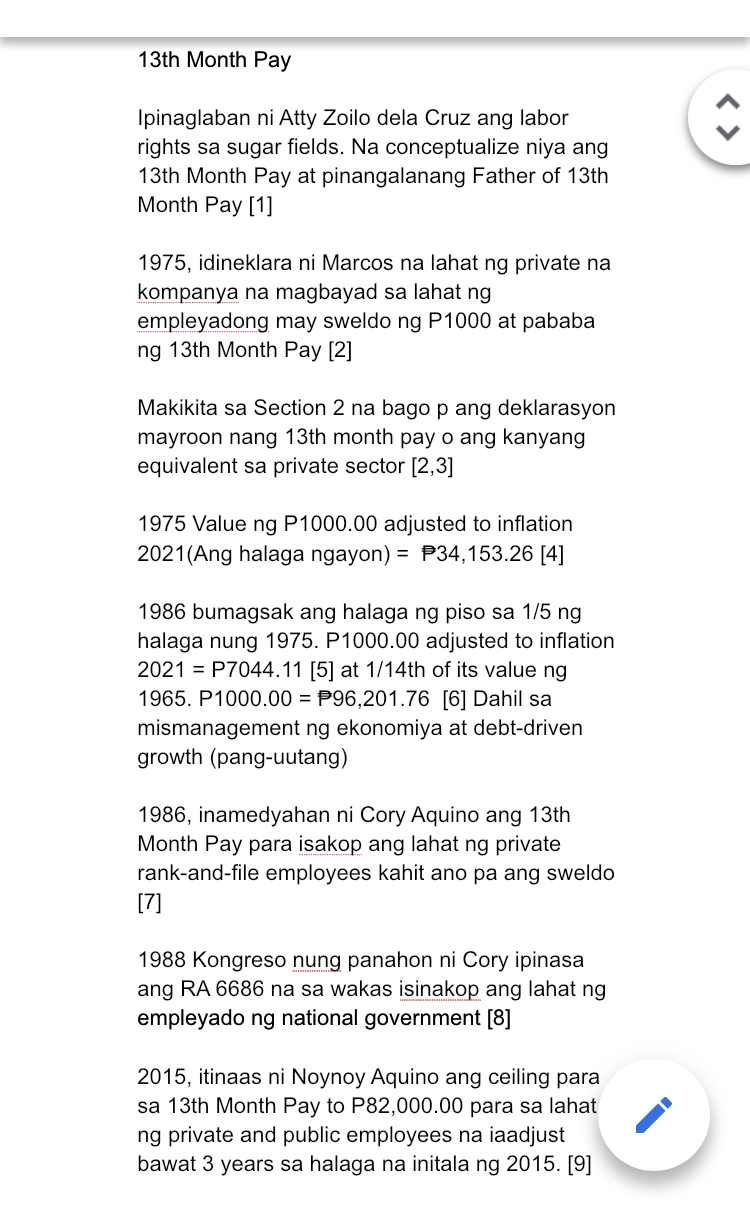 13th Month Pay
Ipinaglaban ni Atty Zoilo dela Cruz ang labor
rights sa sugar fields. Na conceptualize niya ang
13th Month Pay at pinangalanang Father of 13th
Month Pay [1]
1975, idineklara ni Marcos na lahat ng private na
kompanya na magbayad sa lahat ng
empleyadong may sweldo ng P1000 at pababa
ng 13th Month Pay [2]
Makikita sa Section 2 na bago p ang deklarasyon
mayroon nang 13th month pay o ang kanyang
equivalent sa private sector [2,3]
1975 Value ng P1000.00 adjusted to inflation
2021(Ang halaga ngayon) =  ₱34,153.26 [4]
1986 bumagsak ang halaga ng piso sa 1/5 ng
halaga nung 1975. P1000.00 adjusted to inflation
2021 = P7044.11 [5] at 1/14th of its value ng
1965. P1000.00 = ₱96,201.76  [6] Dahil sa
mismanagement ng ekonomiya at debt-driven
growth (pang-uutang)
1986, inamedyahan ni Cory Aquino ang 13th
Month Pay para isakop ang lahat ng private
rank-and-file employees kahit ano pa ang sweldo
[7]
1988 Kongreso nung panahon ni Cory ipinasa
ang RA 6686 na sa wakas isinakop ang lahat ng
empleyado ng national government [8]
2015, itinaas ni Noynoy Aquino ang ceiling para
sa 13th Month Pay to P82,000.00 para sa lahat
ng private and public employees na iaadjust
bawat 3 years sa halaga na initala ng 2015. [9]